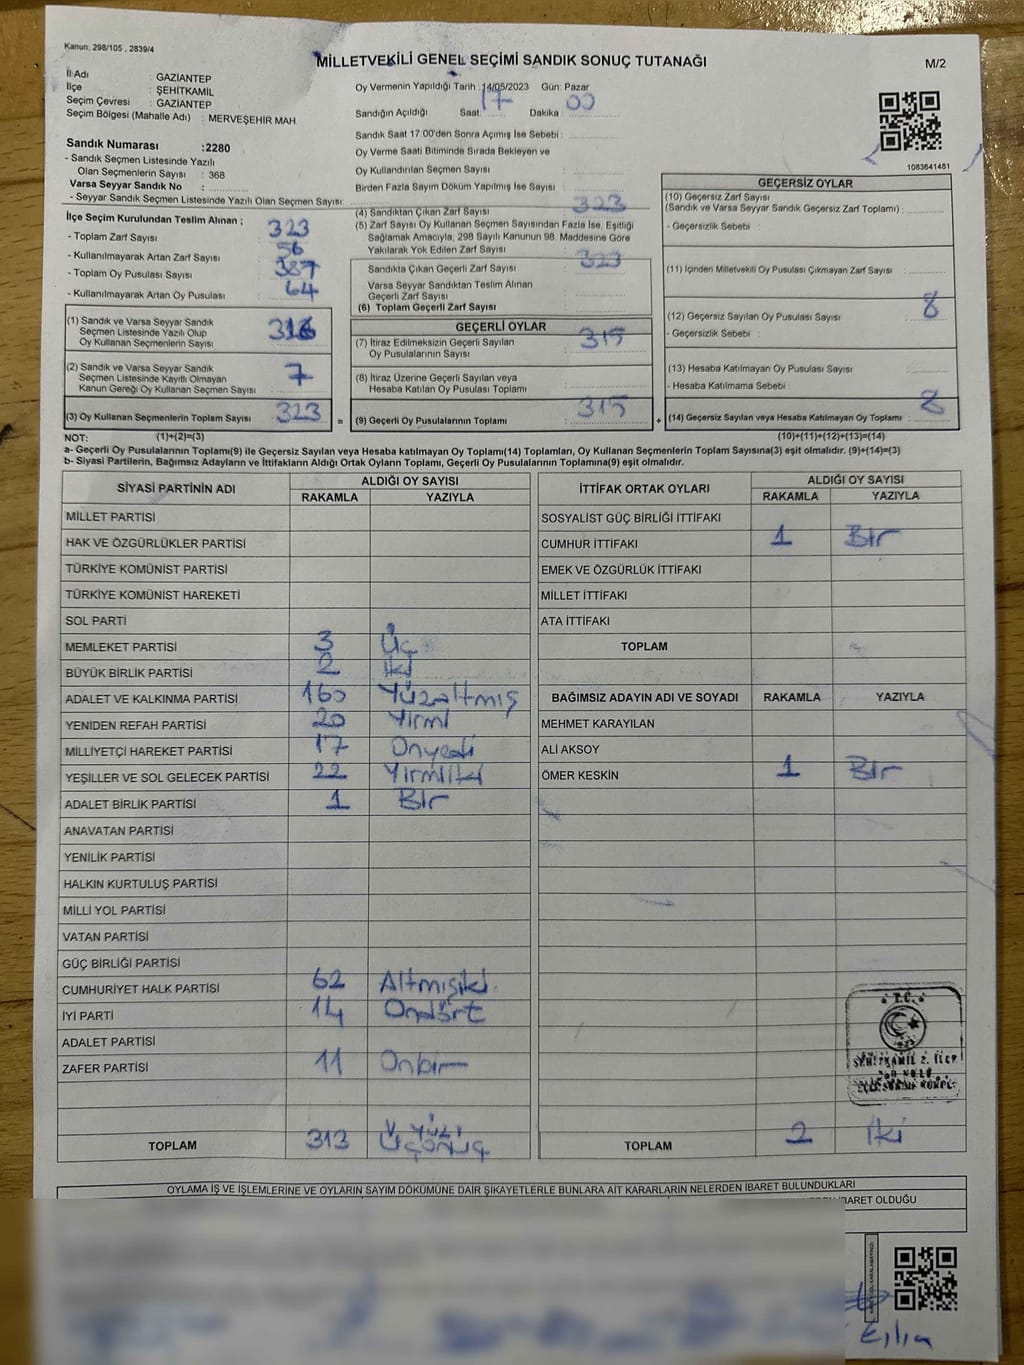 Kanun; 298/105 , 2839/4
MİLLETVEKİLİ GENEL SEÇİMİ SANDIK SONUÇ TUTANAĞI
M/2
İl Adı : GAZİANTEP
İlçe : ŞEHİTKAMİL
Seçim Çevresi : GAZİANTEP
Seçim Bölgesi (Mahalle Adı) : MERVEŞEHİR MAH
Oy Vermenin Yapıldığı Tarih : 14/05/2023 Gün: Pazar
Sandığın Açıldığı Saat: 17 Dakika : 00
Sandık Saat 17:00'den Sonra Açımış İse Sebebi :
Oy Verme Saati Bitiminde Sırada Bekleyen ve
Oy Kullandırılan Seçmen Sayısı :
Birden Fazla Sayım Döküm Yapılmış İse Sayısı :
1083641481
Sandık Numarası :2280
- Sandık Seçmen Listesinde Yazılı
Olan Seçmenlerin Sayısı : 368
Varsa Seyyar Sandık No :
- Seyyar Sandık Seçmen Listesinde Yazılı Olan Seçmen Sayısı:
İlçe Seçim Kurulundan Teslim Alınan ;
- Toplam Zarf Sayısı : 323
- Kullanılmayarak Artan Zarf Sayısı : 56
- Toplam Oy Pusulası Sayısı : 387
- Kullanılmayarak Artan Oy Pusulası : 64
(1) Sandık ve Varsa Seyyar Sandık
Seçmen Listesinde Yazılı Olup
Oy Kullanan Seçmenlerin Sayısı : 316
(2) Sandık ve Varsa Seyyar Sandık
Seçmen Listesinde Kayıtlı Olmayan
Kanun Gereği Oy Kullanan Seçmen Sayısı : 7
(3) Oy Kullanan Seçmenlerin Toplam Sayısı : 323 =
(4) Sandıktan Çıkan Zarf Sayısı : 323
(5) Zarf Sayısı Oy Kullanan Seçmen Sayısından Fazla İse, Eşitliği
Sağlamak Amacıyla; 298 Sayılı Kanunun 98. Maddesine Göre
Yakılarak Yok Edilen Zarf Sayısı :
Sandıkta Çıkan Geçerli Zarf Sayısı : 323
Varsa Seyyar Sandıktan Teslim Alınan
Geçerli Zarf Sayısı :
(6) Toplam Geçerli Zarf Sayısı :
GEÇERLİ OYLAR
(7) İtiraz Edilmeksizin Geçerli Sayılan
Oy Pusulalarının Sayısı : 315
(8) İtiraz Üzerine Geçerli Sayılan veya
Hesaba Katılan Oy Pusulası Toplamı :
(9) Geçerli Oy Pusulalarının Toplamı : 315 +
GEÇERSİZ OYLAR
(10) Geçersiz Zarf Sayısı
(Sandık ve Varsa Seyyar Sandık Geçersiz Zarf Toplamı) :
- Geçersizlik Sebebi :
(11) İçinden Milletvekili Oy Pusulası Çıkmayan Zarf Sayısı :
(12) Geçersiz Sayılan Oy Pusulası Sayısı : 8
- Geçersizlik Sebebi :
(13) Hesaba Katılmayan Oy Pusulası Sayısı :
- Hesaba Katılmama Sebebi :
(14) Geçersiz Sayılan veya Hesaba Katılmayan Oy Toplamı : 8
NOT: (1)+(2)=(3) (10)+(11)+(12)+(13)=(14)
a- Geçerli Oy Pusulalarının Toplamı(9) ile Geçersiz Sayılan veya Hesaba katılmayan Oy Toplamı(14) Toplamları, Oy Kullanan Seçmenlerin Toplam Sayısına(3) eşit olmalıdır. (9)+(14)=(3)
b- Siyasi Partilerin, Bağımsız Adayların ve İttifakların Aldığı Ortak Oyların Toplamı, Geçerli Oy Pusulalarının Toplamına(9) eşit olmalıdır.
SİYASİ PARTİNİN ADI ALDIĞI OY SAYISI
RAKAMLA YAZIYLA
MİLLET PARTİSİ
HAK VE ÖZGÜRLÜKLER PARTİSİ
TÜRKİYE KOMÜNİST PARTİSİ
TÜRKİYE KOMÜNİST HAREKETİ
SOL PARTİ
MEMLEKET PARTİSİ 3 Üç
BÜYÜK BİRLİK PARTİSİ 2 İki
ADALET VE KALKINMA PARTİSİ 160 Yüzaltmış
YENİDEN REFAH PARTİSİ 20 Yirmi
MİLLİYETÇİ HAREKET PARTİSİ 17 Onyedi
YEŞİLLER VE SOL GELECEK PARTİSİ 22 Yirmiiki
ADALET BİRLİK PARTİSİ 1 Bir
ANAVATAN PARTİSİ
YENİLİK PARTİSİ
HALKIN KURTULUŞ PARTİSİ
MİLLİ YOL PARTİSİ
VATAN PARTİSİ
GÜÇ BİRLİĞİ PARTİSİ
CUMHURİYET HALK PARTİSİ 62 Altmışiki
İYİ PARTİ 14 Ondört
ADALET PARTİSİ
ZAFER PARTİSİ 11 Onbir
TOPLAM 313 Üçyüz
Onüç
İTTİFAK ORTAK OYLARI ALDIĞI OY SAYISI
RAKAMLA YAZIYLA
SOSYALİST GÜÇ BİRLİĞİ İTTİFAKI
CUMHUR İTTİFAKI 1 Bir
EMEK VE ÖZGÜRLÜK İTTİFAKI
MİLLET İTTİFAKI
ATA İTTİFAKI
TOPLAM
BAĞIMSIZ ADAYIN ADI VE SOYADI RAKAMLA YAZIYLA
MEHMET KARAYILAN
ALİ AKSOY
ÖMER KESKİN 1 Bir
T.C.
ŞEHİTKAMİL 2. İLÇE
TOPLAM 2 İki
OYLAMA İŞ VE İŞLEMLERİNE VE OYLARIN SAYIM DÖKÜMÜNE DAİR ŞİKAYETLERLE BUNLARA AİT KARARLARIN NELERDEN İBARET BULUNDUKLARI
İBARET OLDUĞU